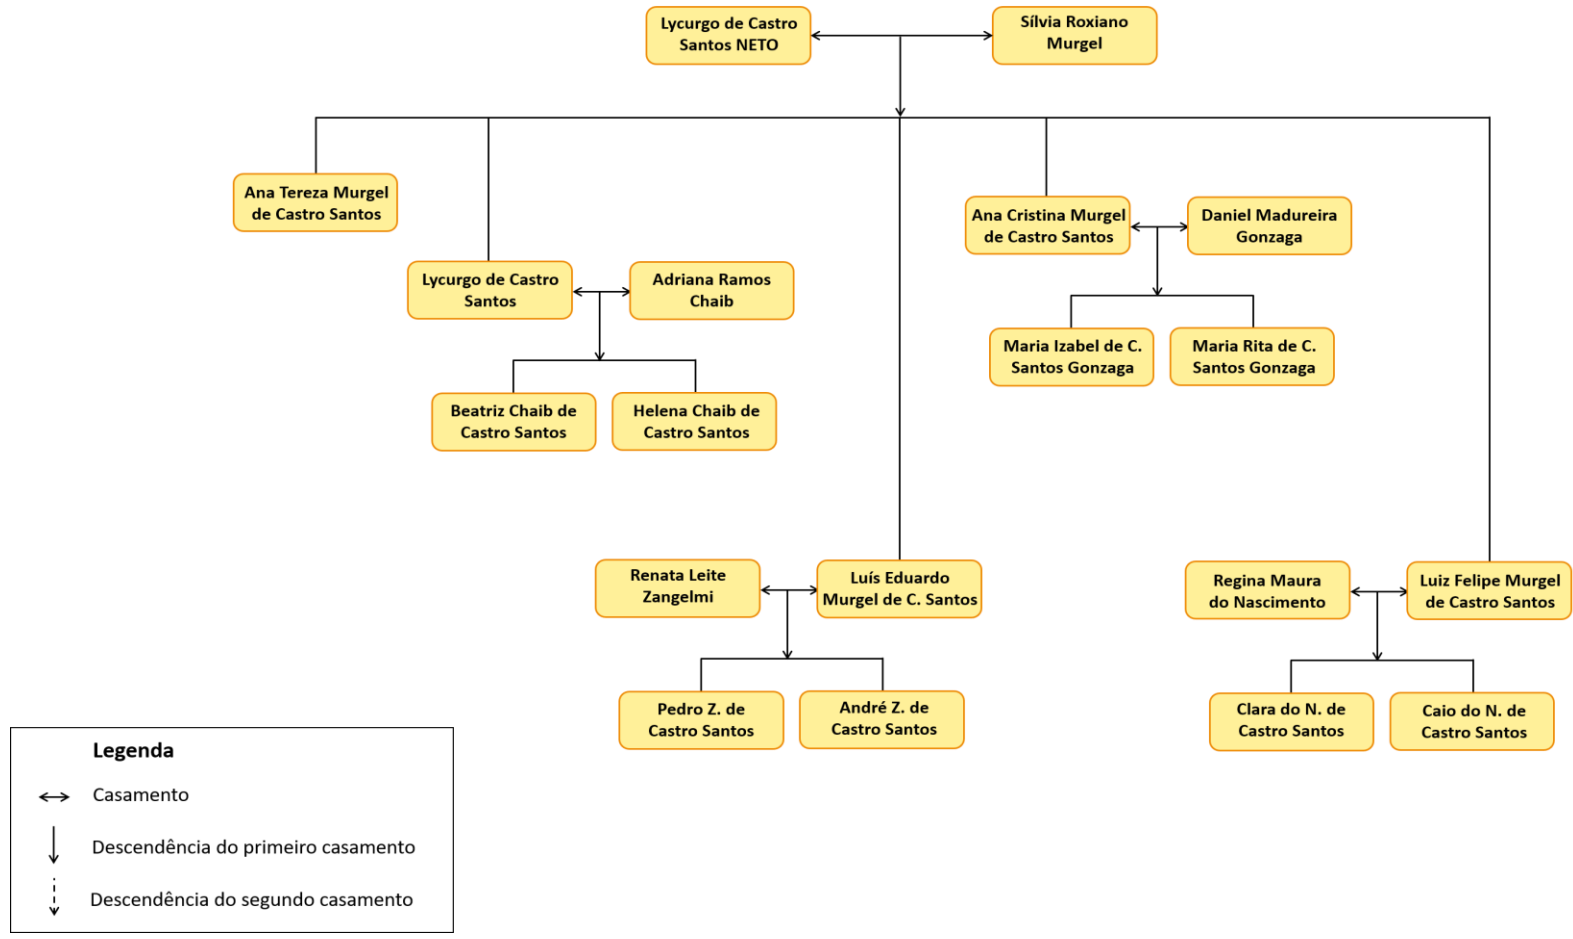 Lycurgo de Castro
Santos NETO
Sílvia Roxiano
Murgel
Ana Tereza Murgel
de Castro Santos
Ana Cristina Murgel
de Castro Santos
Daniel Madureira
Gonzaga
Lycurgo de Castro
Santos
Adriana Ramos
Chaib
Maria Izabel de C.
Santos Gonzaga
Maria Rita de C.
Santos Gonzaga
Beatriz Chaib de
Castro Santos
Helena Chaib de
Castro Santos
Renata Leite
Zangelmi
Luís Eduardo
Murgel de C. Santos
Regina Maura
do Nascimento
Luiz Felipe Murgel
de Castro Santos
Pedro Z. de
Castro Santos
André Z. de
Castro Santos
Clara do N. de
Castro Santos
Caio do N. de
Castro Santos
Legenda
Casamento
Descendência do primeiro casamento
Descendência do segundo casamento